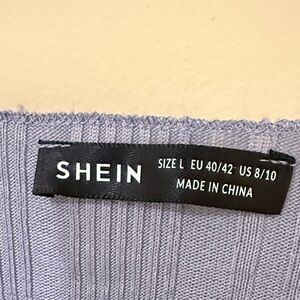 SHEIN
SIZE L EU 40/42 US 8/10
MADE IN CHINA